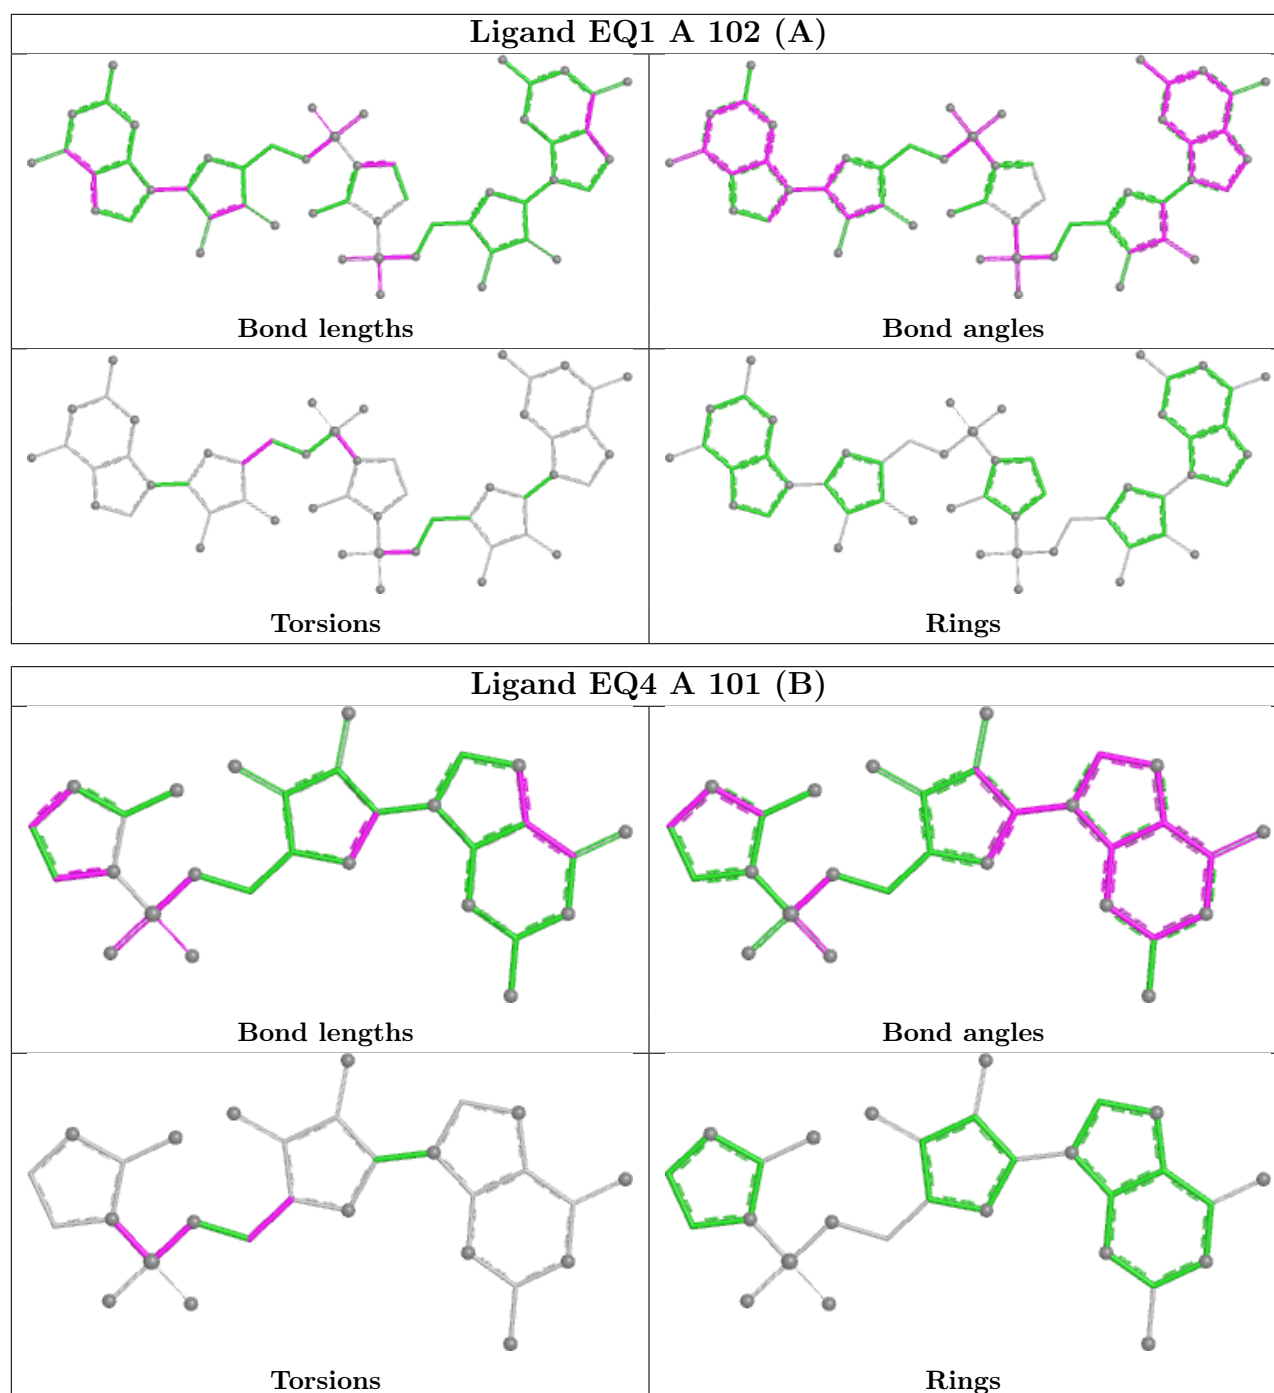 Ligand EQ1 A 102 (A)
Bond lengths
Bond angles
Torsions
Rings
Ligand EQ4 A 101 (B)
Bond lengths
Bond angles
Torsions
Rings